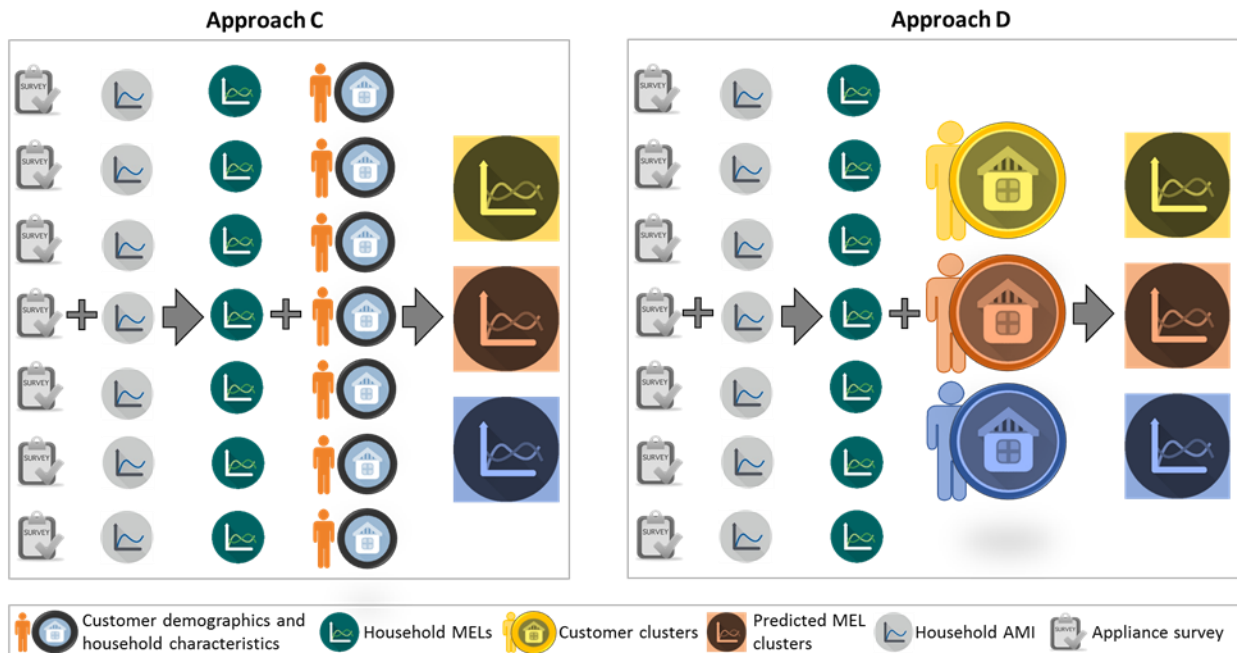 Approach C
Approach D
SURVEY
SURVEY
SURVEY
SURVEY
SURVEY
SURVEY
SURVEY
SURVEY
SURVEY
SURVEY
SURVEY
SURVEY
SURVEY
SURVEY
Customer demographics and
household characteristics
Household MELs
Customer clusters
Predicted MEL
clusters
Household AMI
SURVEY
Appliance survey